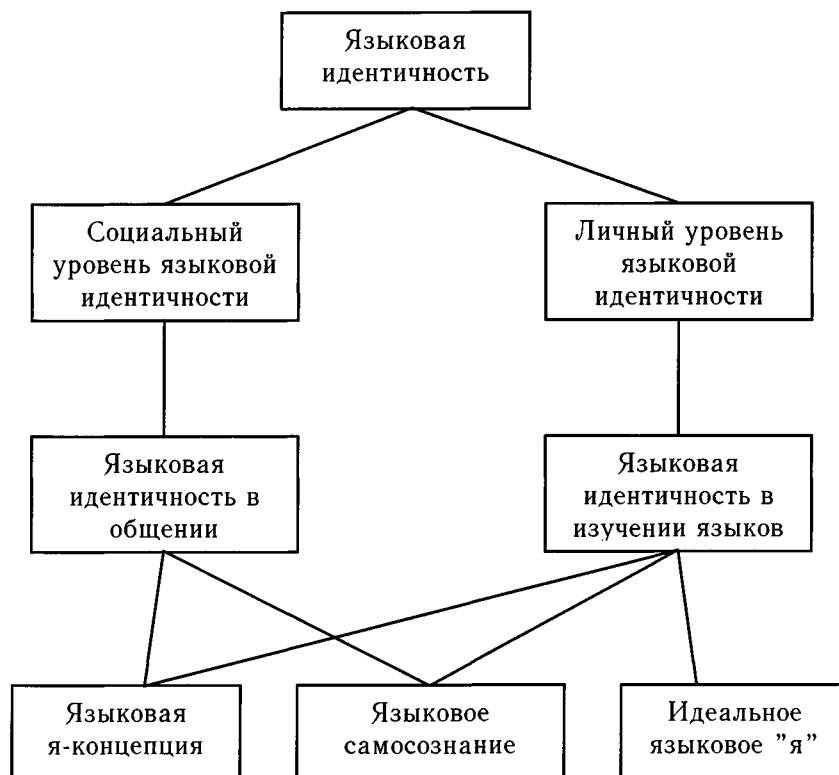 Языковая
идентичность
Социальный
уровень языковой
идентичности
Личный уровень
языковой
идентичности
Языковая
идентичность в
общении
Языковая
идентичность в
изучении языков
Языковая
я-концепция
Языковое
самосознание
Идеальное
языковое "я"